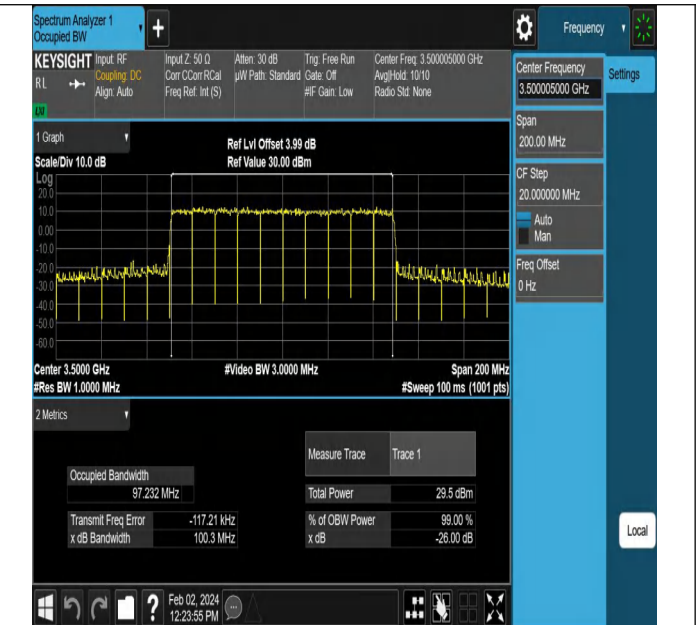 Spectrum Analyzer 1
Occupied BW
+
Frequency
KEYSIGHT Input: RF Input Z: 50 Ω Atten: 30 dB Trig: Free Run Center Freq: 3.500005000 GHz
RL Coupling: DC Corr CCorr RCal µW Path: Standard Gate: Off Avg|Hold: 10/10
Align: Auto Freq Ref: Int (S) #IF Gain: Low Radio Std: None
LXI
Center Frequency
3.500005000 GHz
Settings
Span
200.00 MHz
CF Step
20.000000 MHz
Auto
Man
Freq Offset
0 Hz
1 Graph
Ref Lvl Offset 3.99 dB
Scale/Div 10.0 dB Ref Value 30.00 dBm
Log
20.0
10.0
0.00
-10.0
-20.0
-30.0
-40.0
-50.0
-60.0
Center 3.5000 GHz #Video BW 3.0000 MHz Span 200 MHz
#Res BW 1.0000 MHz #Sweep 100 ms (1001 pts)
2 Metrics
Measure Trace Trace 1
Occupied Bandwidth
97.232 MHz
Total Power 29.5 dBm
Transmit Freq Error -117.21 kHz % of OBW Power 99.00 %
x dB Bandwidth 100.3 MHz x dB -26.00 dB
Local
? Feb 02, 2024
12:23:55 PM